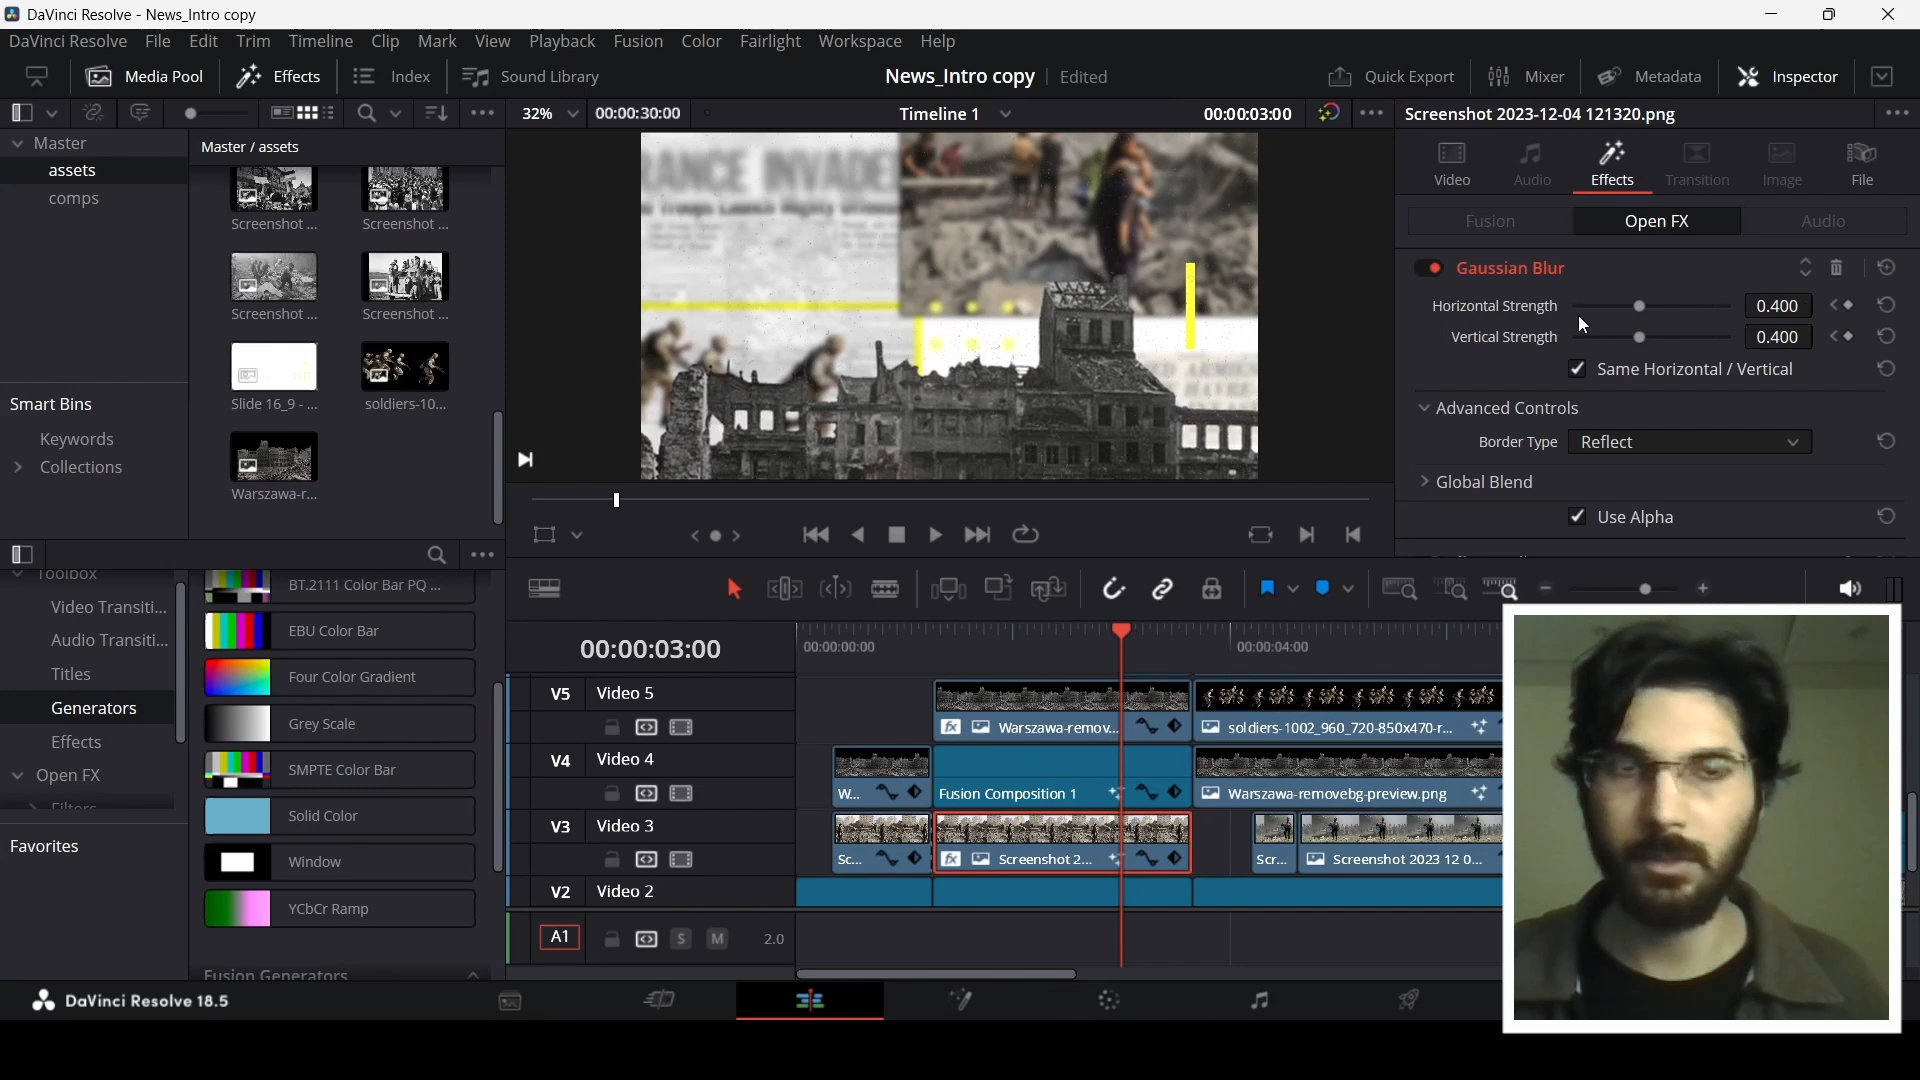 DaVinci Resolve - News_Intro copy
DaVinci Resolve File Edit Trim Timeline Clip Mark View Playback Fusion Color Fairlight Workspace Help
Media Pool Effects Index Sound Library News_Intro copy Edited Quick Export Mixer Metadata Inspector
32% 00:00:30:00 Timeline 1 00:00:03:00 Screenshot 2023-12-04 121320.png
Master Master / assets
assets
comps
Screenshot ... Screenshot ...
Screenshot ... Screenshot ...
Slide 16_9 - ... soldiers-10...
Warszawa-r...
Smart Bins
Keywords
Collections
RANCE INVADE
Video Audio Effects Transition Image File
Fusion Open FX Audio
Gaussian Blur
Horizontal Strength 0.400
Vertical Strength 0.400
Same Horizontal / Vertical
Advanced Controls
Border Type Reflect
Global Blend
Use Alpha
Toolbox
Video Transiti...
Audio Transiti...
Titles
Generators
Effects
Open FX
Filters
Favorites
BT.2111 Color Bar PQ ...
EBU Color Bar
Four Color Gradient
Grey Scale
SMPTE Color Bar
Solid Color
Window
YCbCr Ramp
Fusion Generators
00:00:03:00 00:00:00:00 00:00:04:00
V5 Video 5
fx Warszawa-remov... soldiers-1002_960_720-850x470-r...
V4 Video 4
W... Fusion Composition 1 Warszawa-removebg-preview.png
V3 Video 3
Sc... fx Screenshot 2... Scr... Screenshot 2023 12 0...
V2 Video 2
A1 S M 2.0
DaVinci Resolve 18.5